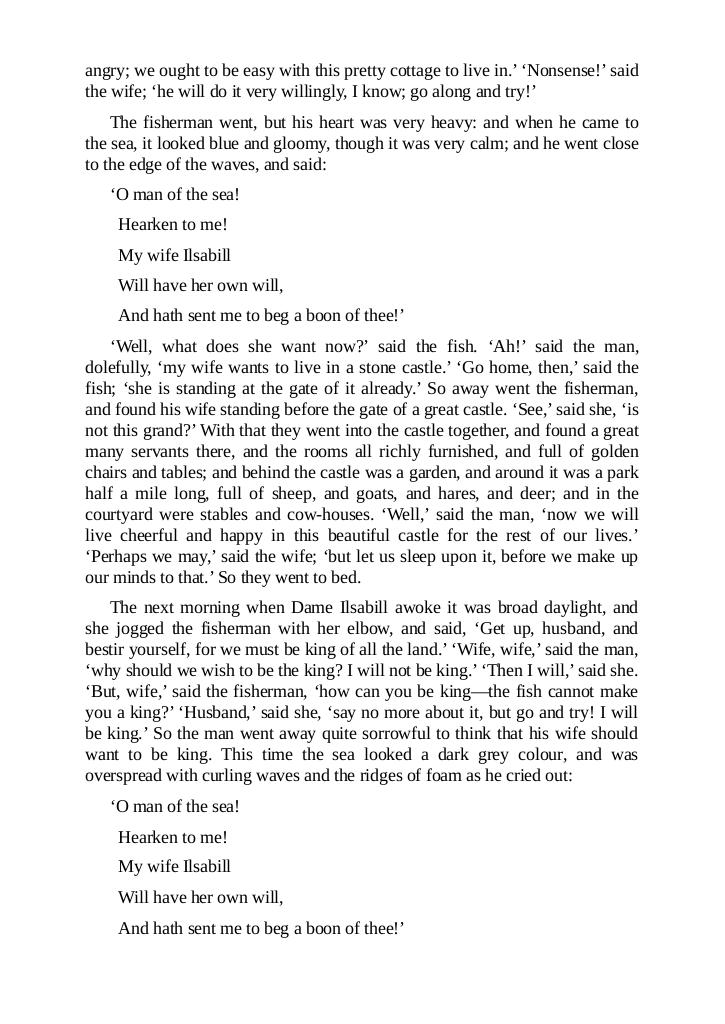 angry; we ought to be easy with this pretty cottage to live in.’ ‘Nonsense!’ said
the wife; ‘he will do it very willingly, I know; go along and try!’
The fisherman went, but his heart was very heavy: and when he came to
the sea, it looked blue and gloomy, though it was very calm; and he went close
to the edge of the waves, and said:
‘O man of the sea!
Hearken to me!
My wife Ilsabill
Will have her own will,
And hath sent me to beg a boon of thee!’
‘Well, what does she want now?’ said the fish. ‘Ah!’ said the man,
dolefully, ‘my wife wants to live in a stone castle.’ ‘Go home, then,’ said the
fish; ‘she is standing at the gate of it already.’ So away went the fisherman,
and found his wife standing before the gate of a great castle. ‘See,’ said she, ‘is
not this grand?’ With that they went into the castle together, and found a great
many servants there, and the rooms all richly furnished, and full of golden
chairs and tables; and behind the castle was a garden, and around it was a park
half a mile long, full of sheep, and goats, and hares, and deer; and in the
courtyard were stables and cow-houses. ‘Well,’ said the man, ‘now we will
live cheerful and happy in this beautiful castle for the rest of our lives.’
‘Perhaps we may,’ said the wife; ‘but let us sleep upon it, before we make up
our minds to that.’ So they went to bed.
The next morning when Dame Ilsabill awoke it was broad daylight, and
she jogged the fisherman with her elbow, and said, ‘Get up, husband, and
bestir yourself, for we must be king of all the land.’ ‘Wife, wife,’ said the man,
‘why should we wish to be the king? I will not be king.’ ‘Then I will,’ said she.
‘But, wife,’ said the fisherman, ‘how can you be king—the fish cannot make
you a king?’ ‘Husband,’ said she, ‘say no more about it, but go and try! I will
be king.’ So the man went away quite sorrowful to think that his wife should
want to be king. This time the sea looked a dark grey colour, and was
overspread with curling waves and the ridges of foam as he cried out:
‘O man of the sea!
Hearken to me!
My wife Ilsabill
Will have her own will,
And hath sent me to beg a boon of thee!’